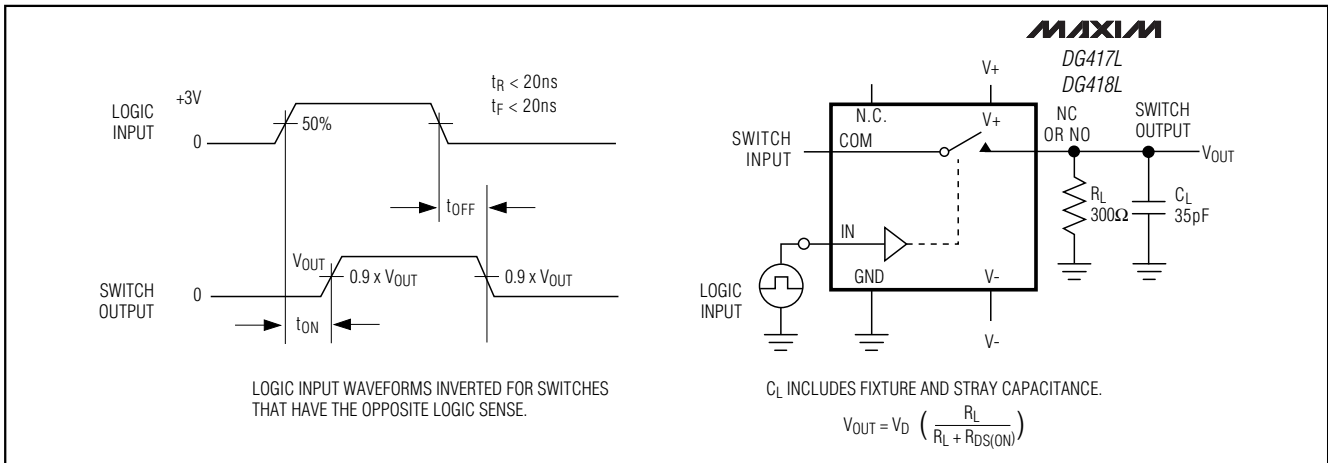 LOGIC
INPUT
+3V
0
50%
tR < 20ns
tF < 20ns
tOFF
SWITCH
OUTPUT
VOUT
0
0.9 x VOUT
0.9 x VOUT
tON
LOGIC INPUT WAVEFORMS INVERTED FOR SWITCHES
THAT HAVE THE OPPOSITE LOGIC SENSE.
MAXIM
DG417L
DG418L
V+
N.C.
V+
NC
OR NO
SWITCH
OUTPUT
SWITCH
INPUT
COM
VOUT
RL
300Ω
CL
35pF
IN
LOGIC
INPUT
GND
V-
V-
CL INCLUDES FIXTURE AND STRAY CAPACITANCE.
VOUT = VD ( RL / RL + RDS(ON) )